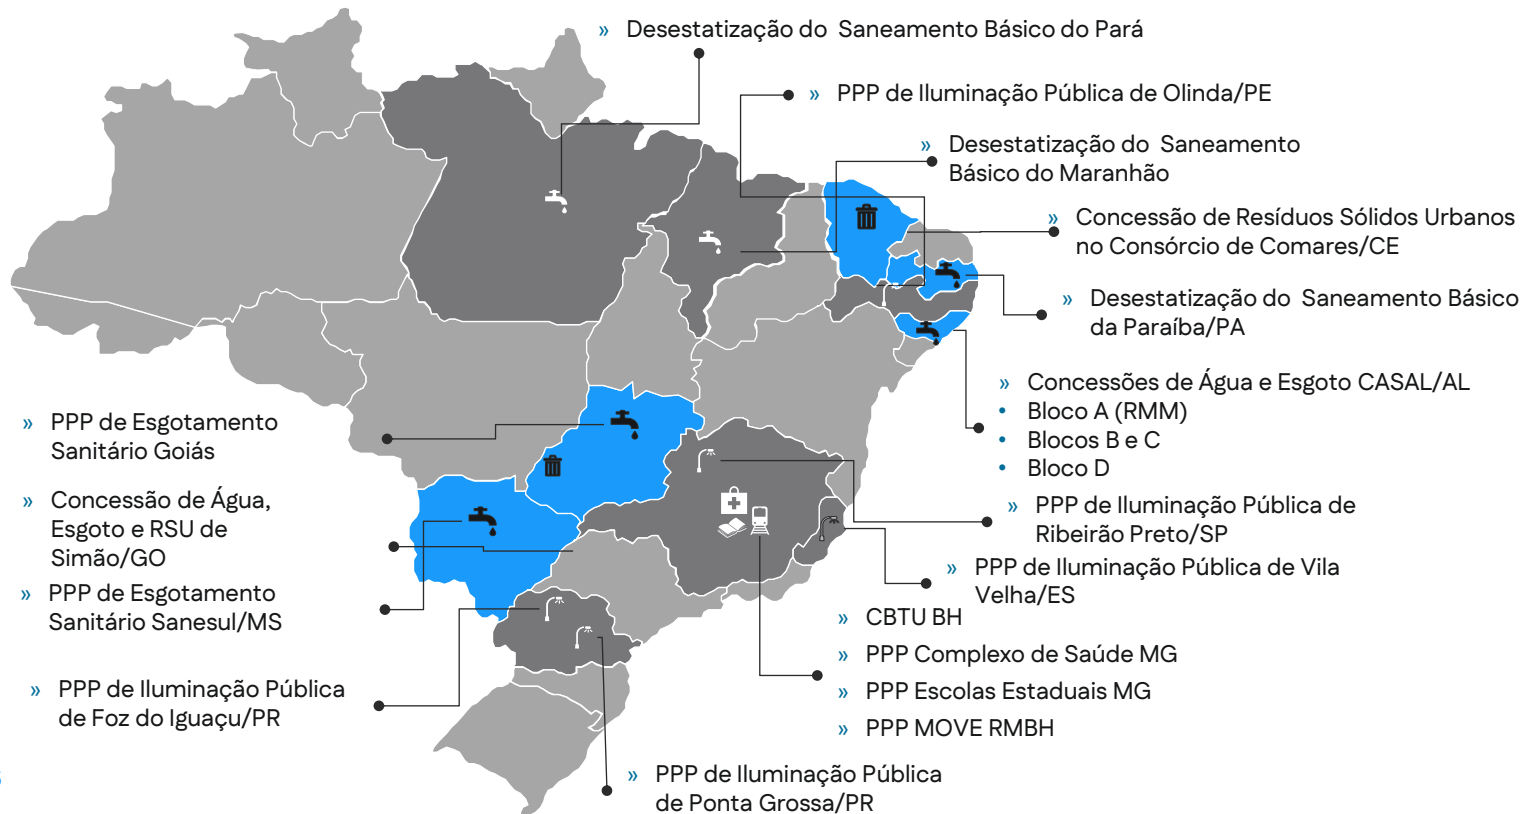 » Desestatização do Saneamento Básico do Pará
» PPP de Iluminação Pública de Olinda/PE
» Desestatização do Saneamento
Básico do Maranhão
» Concessão de Resíduos Sólidos Urbanos
no Consórcio de Comares/CE
» Desestatização do Saneamento Básico
da Paraíba/PA
» Concessões de Água e Esgoto CASAL/AL
• Bloco A (RMM)
• Blocos B e C
• Bloco D
» PPP de Iluminação Pública de
Ribeirão Preto/SP
» PPP de Iluminação Pública de Vila
Velha/ES
» CBTU BH
» PPP Complexo de Saúde MG
» PPP Escolas Estaduais MG
» PPP MOVE RMBH
» PPP de Esgotamento
Sanitário Goiás
» Concessão de Água,
Esgoto e RSU de
Simão/GO
» PPP de Esgotamento
Sanitário Sanesul/MS
» PPP de Iluminação Pública
de Foz do Iguaçu/PR
» PPP de Iluminação Pública
de Ponta Grossa/PR